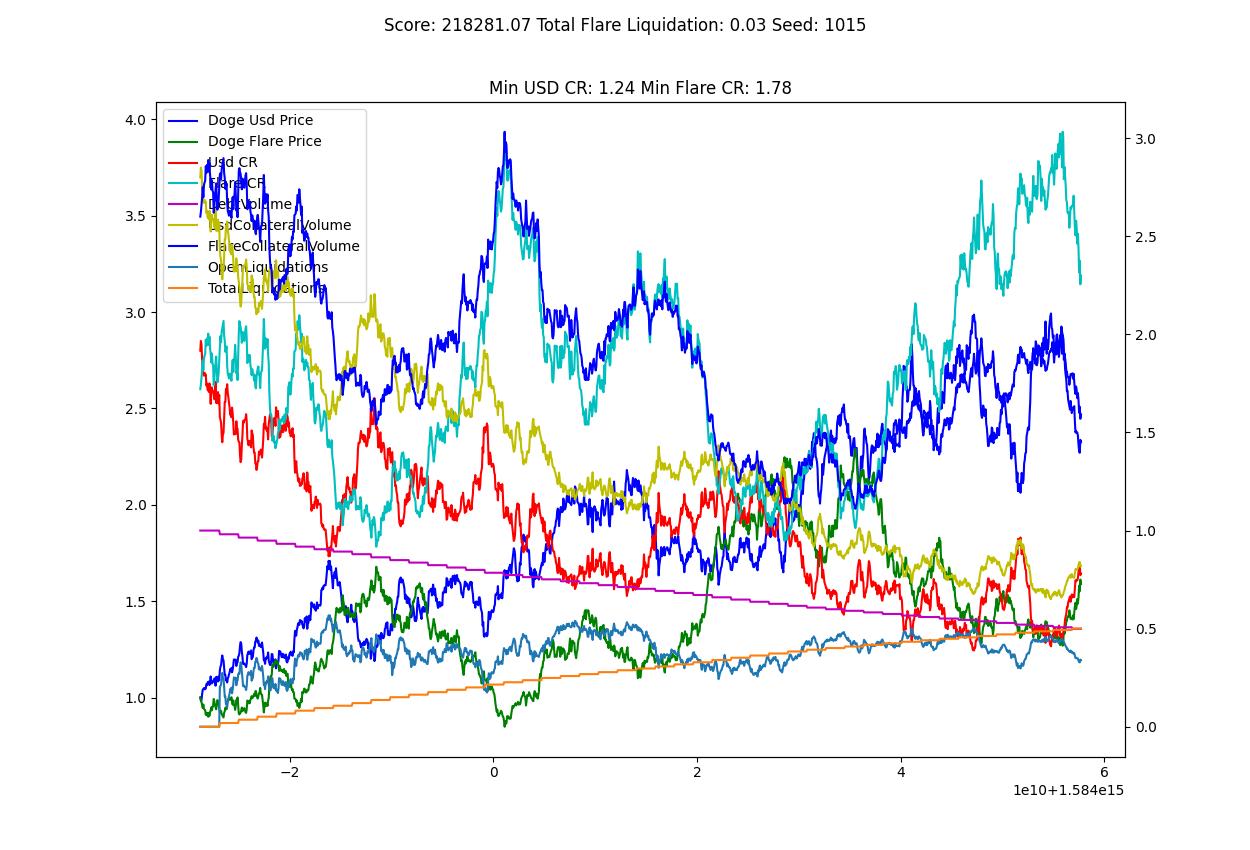 Score: 218281.07 Total Flare Liquidation: 0.03 Seed: 1015
Min USD CR: 1.24 Min Flare CR: 1.78
Doge Usd Price
Doge Flare Price
Usd CR
Flare CR
DebtVolume
UsdCollateralVolume
FlareCollateralVolume
OpenLiquidations
TotalLiquidations
4.0
3.5
3.0
2.5
2.0
1.5
1.0
3.0
2.5
2.0
1.5
1.0
0.5
0.0
−2 0 2 4 6
1e10+1.584e15